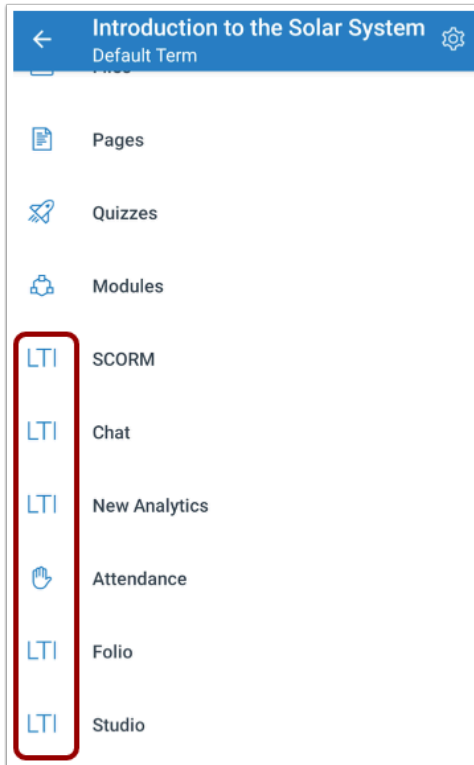 Introduction to the Solar System
Default Term
Pages
Quizzes
Modules
LTI SCORM
LTI Chat
LTI New Analytics
Attendance
LTI Folio
LTI Studio